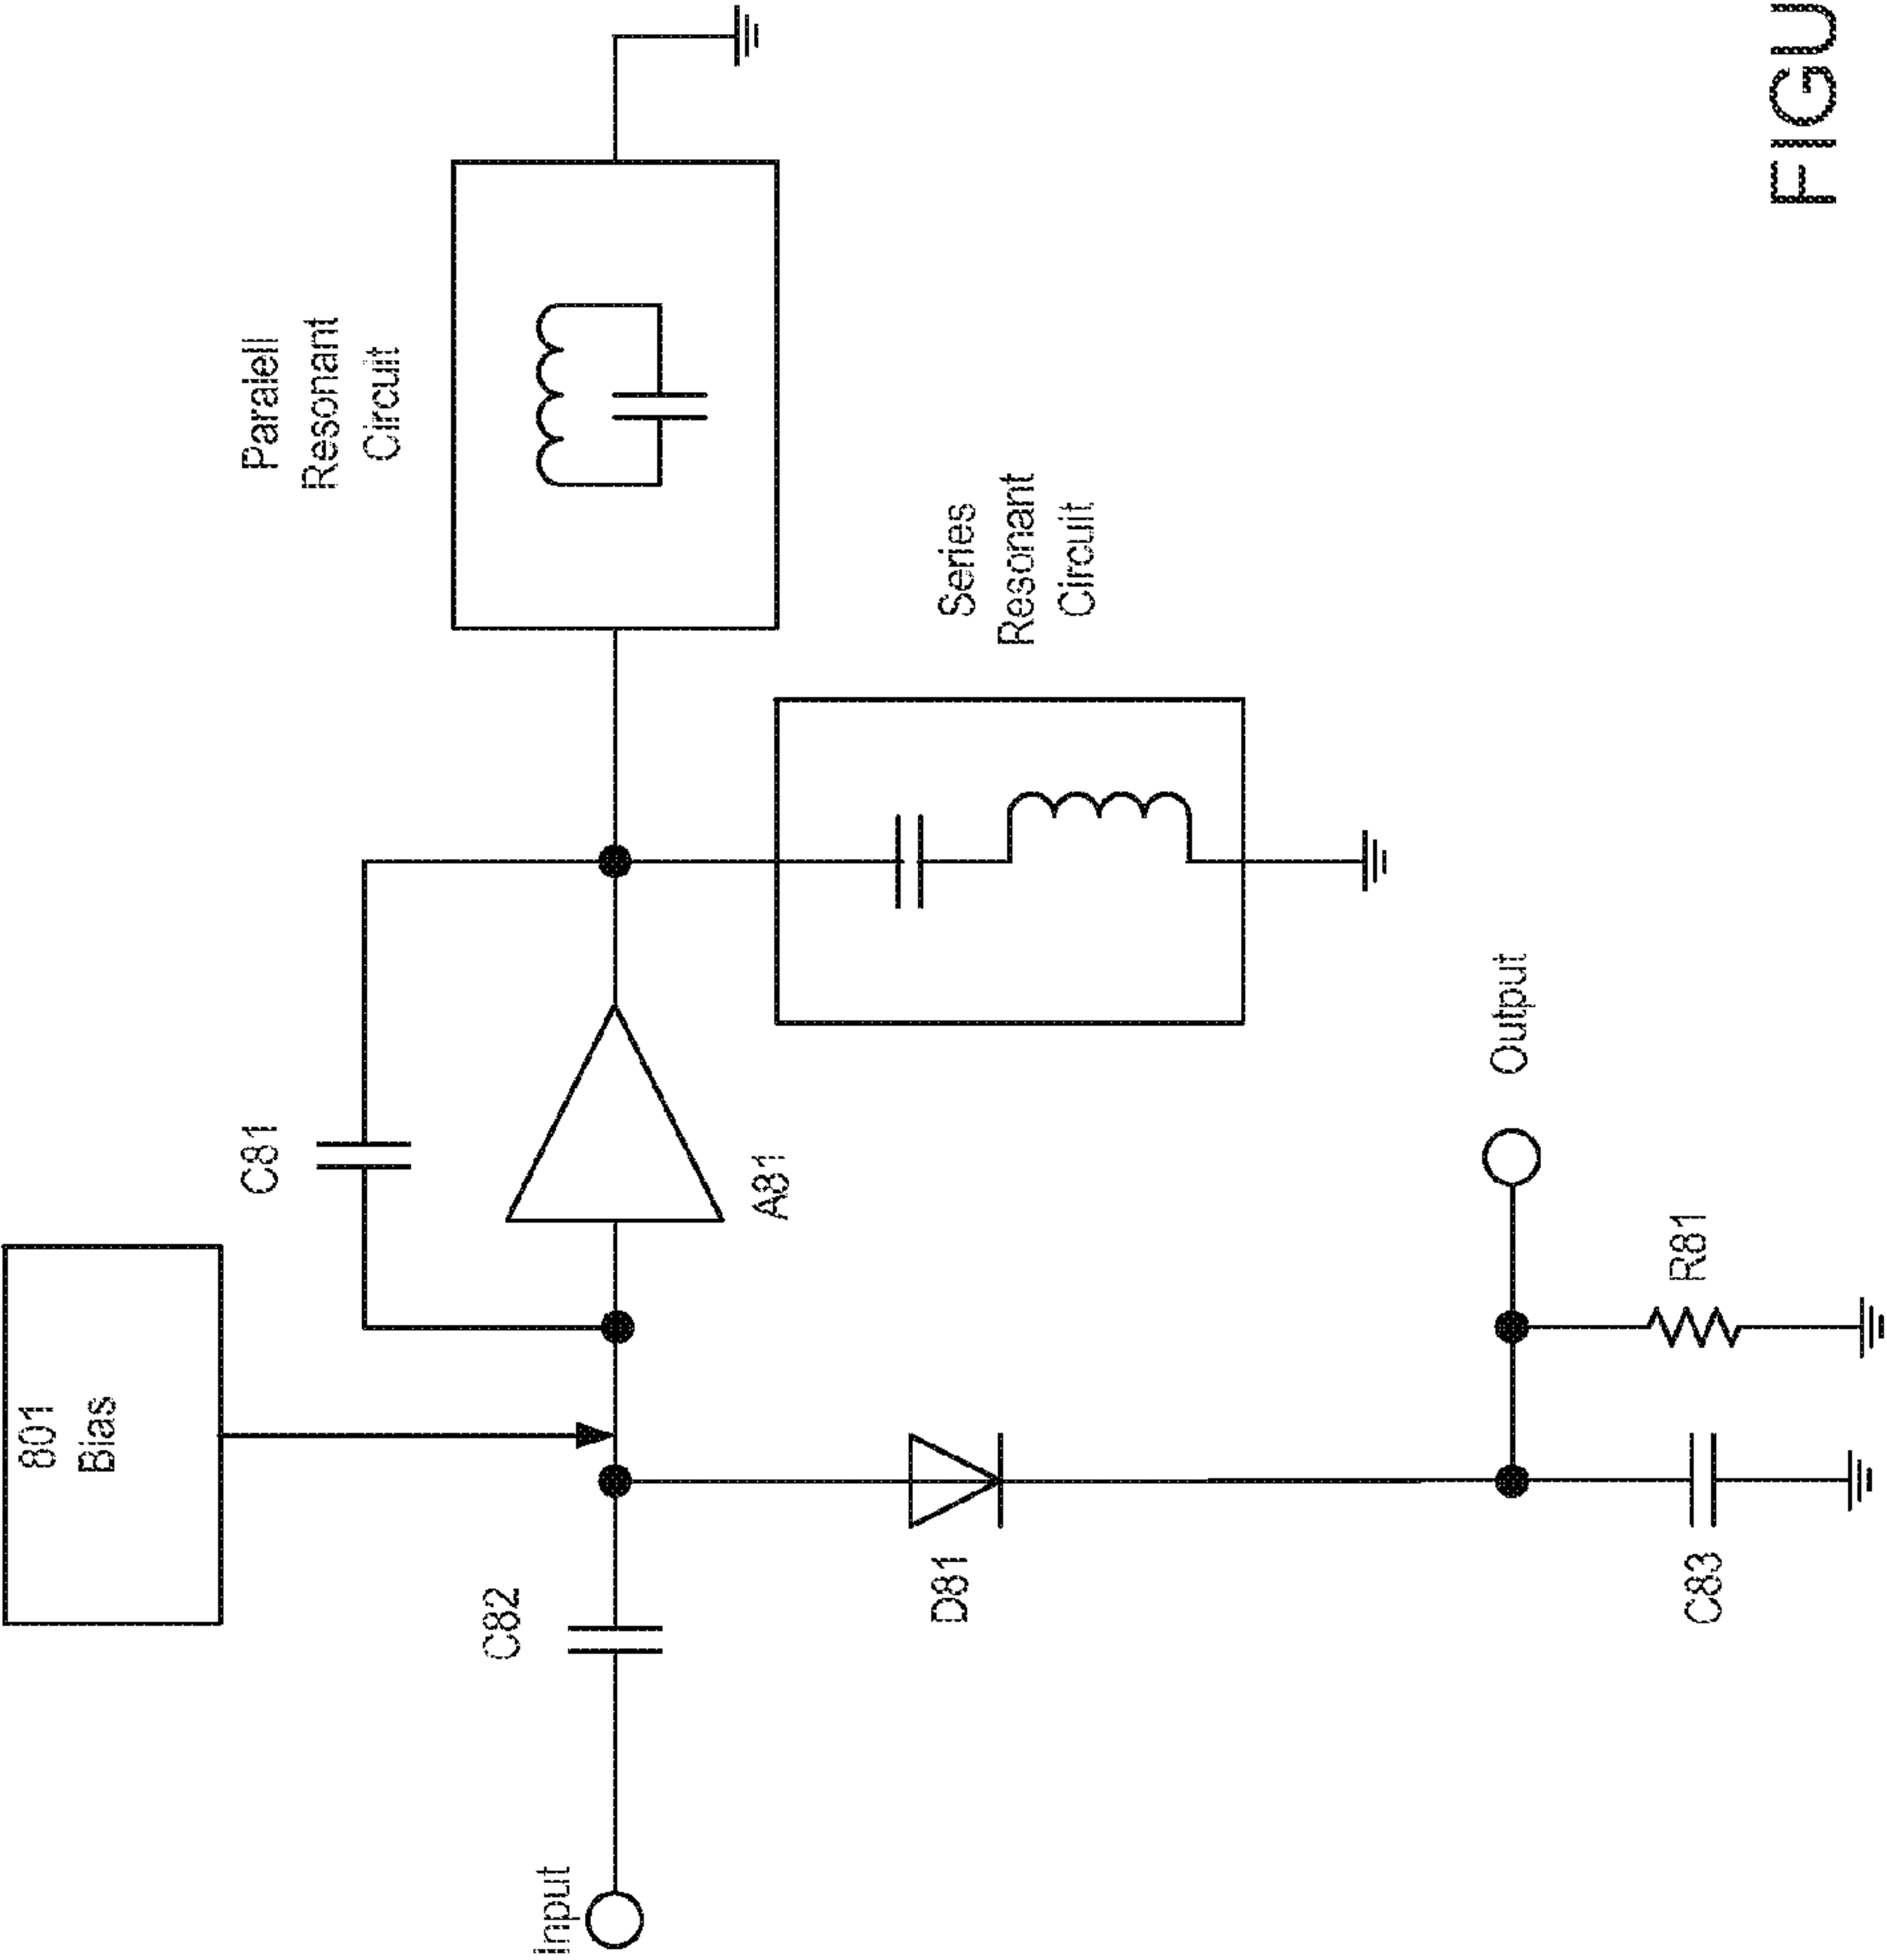 801
Bias
C81
Paralell
Resonant
Circuit
Input
C82
A81
Series
Resonant
Circuit
D81
Output
C83
R81
FIGU